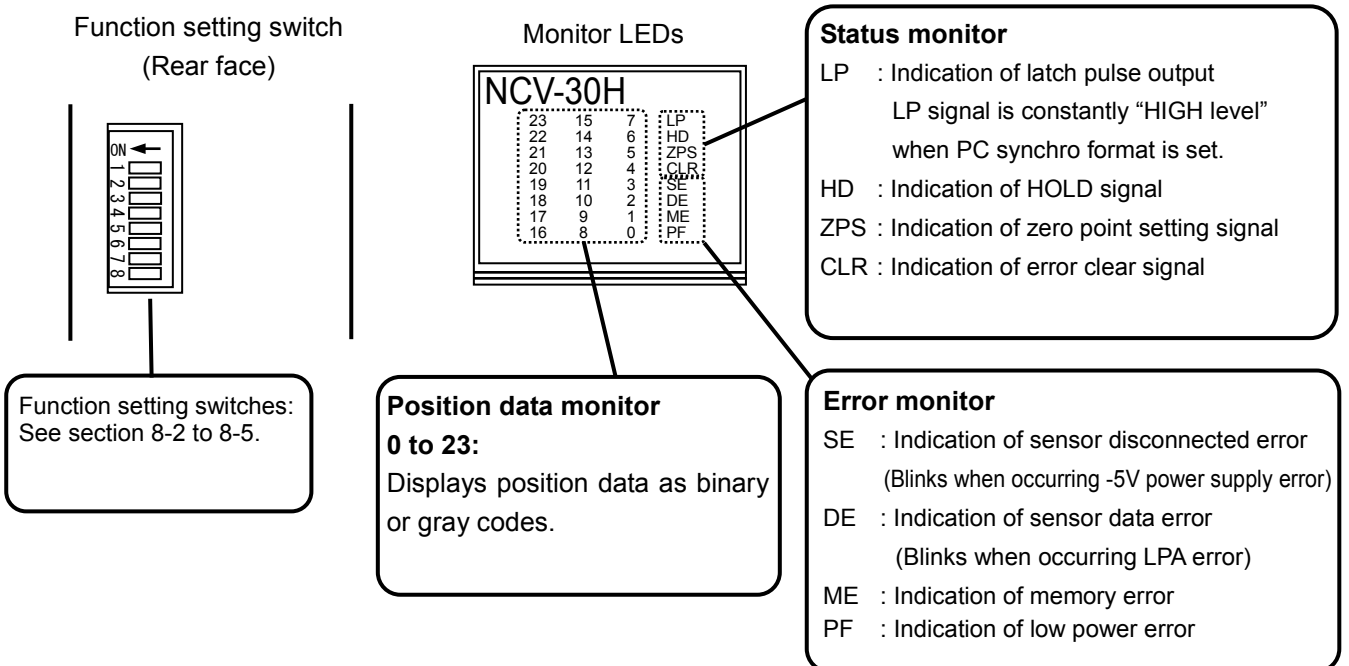 Function setting switch
(Rear face)
ON
1
2
3
4
5
6
7
8
Function setting switches:
See section 8-2 to 8-5.
Monitor LEDs
NCV-30H
23 15 7 LP
22 14 6 HD
21 13 5 ZPS
20 12 4 CLR
19 11 3 SE
18 10 2 DE
17 9 1 ME
16 8 0 PF
Position data monitor
0 to 23:
Displays position data as binary
or gray codes.
Status monitor
LP : Indication of latch pulse output
LP signal is constantly “HIGH level”
when PC synchro format is set.
HD : Indication of HOLD signal
ZPS : Indication of zero point setting signal
CLR : Indication of error clear signal
Error monitor
SE : Indication of sensor disconnected error
(Blinks when occurring -5V power supply error)
DE : Indication of sensor data error
(Blinks when occurring LPA error)
ME : Indication of memory error
PF : Indication of low power error